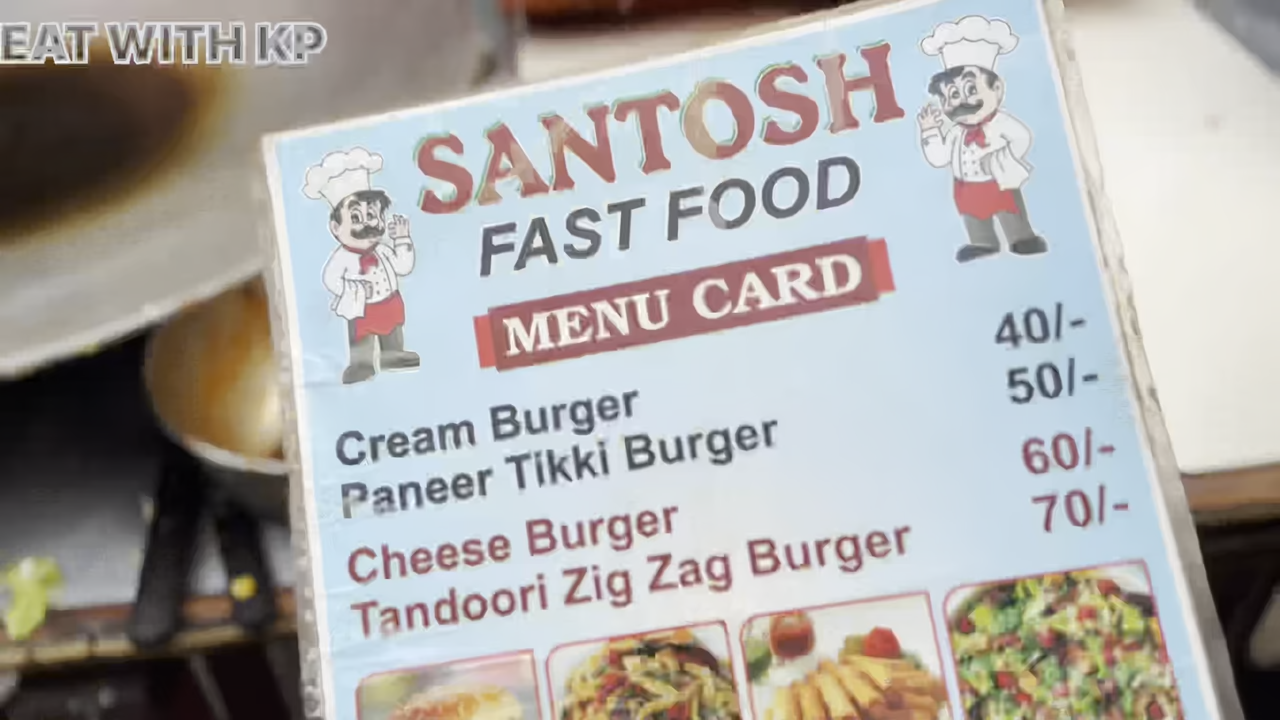 EAT WITH KP
SANTOSH
FAST FOOD
MENU CARD
Cream Burger 40/-
Paneer Tikki Burger 50/-
Cheese Burger 60/-
Tandoori Zig Zag Burger 70/-